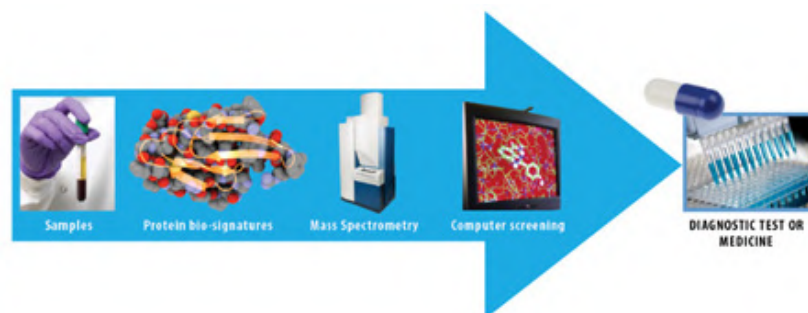 Samples
Protein bio-signatures
Mass Spectrometry
Computer screening
DIAGNOSTIC TEST OR
MEDICINE